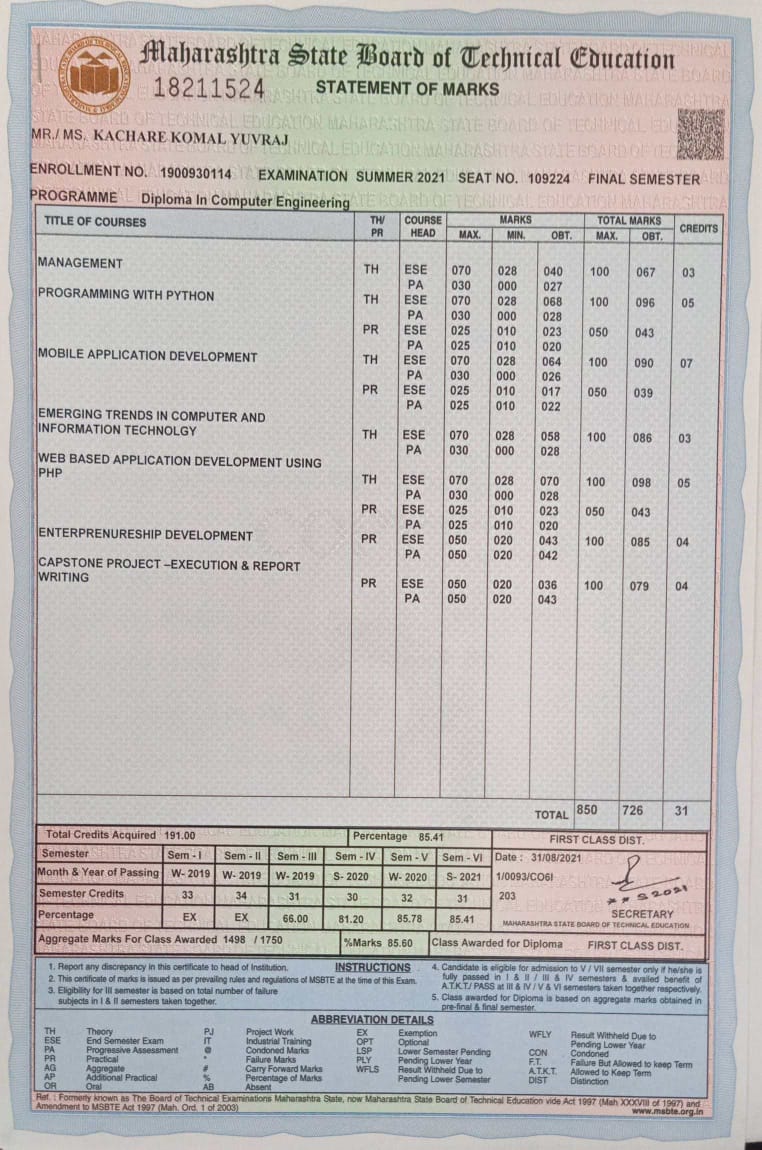 Maharashtra State Board of Technical Education
18211524 STATEMENT OF MARKS
MR./ MS. KACHARE KOMAL YUVRAJ
ENROLLMENT NO. 1900930114 EXAMINATION SUMMER 2021 SEAT NO. 109224 FINAL SEMESTER
PROGRAMME Diploma In Computer Engineering
TITLE OF COURSES TH/ PR COURSE HEAD MARKS TOTAL MARKS CREDITS
MAX. MIN. OBT. MAX. OBT.
MANAGEMENT TH ESE 070 028 040 100 067 03
PA 030 000 027
PROGRAMMING WITH PYTHON TH ESE 070 028 068 100 096 05
PA 030 000 028
PR ESE 025 010 023 050 043
PA 025 010 020
MOBILE APPLICATION DEVELOPMENT TH ESE 070 028 064 100 090 07
PA 030 000 026
PR ESE 025 010 017 050 039
PA 025 010 022
EMERGING TRENDS IN COMPUTER AND
INFORMATION TECHNOLGY TH ESE 070 028 058 100 086 03
PA 030 000 028
WEB BASED APPLICATION DEVELOPMENT USING
PHP TH ESE 070 028 070 100 098 05
PA 030 000 028
PR ESE 025 010 023 050 043
PA 025 010 020
ENTERPRENURESHIP DEVELOPMENT PR ESE 050 020 043 100 085 04
PA 050 020 042
CAPSTONE PROJECT –EXECUTION & REPORT
WRITING PR ESE 050 020 036 100 079 04
PA 050 020 043
TOTAL 850 726 31
Total Credits Acquired 191.00 Percentage 85.41 FIRST CLASS DIST.
Semester Sem - I Sem - II Sem - III Sem - IV Sem - V Sem - VI Date : 31/08/2021
Month & Year of Passing W- 2019 W- 2019 W- 2019 S- 2020 W- 2020 S- 2021 1/0093/CO6I
Semester Credits 33 34 31 30 32 31 203
Percentage EX EX 66.00 81.20 85.78 85.41 SECRETARY
MAHARASHTRA STATE BOARD OF TECHNICAL EDUCATION
Aggregate Marks For Class Awarded 1498 / 1750 %Marks 85.60 Class Awarded for Diploma FIRST CLASS DIST.
INSTRUCTIONS
1. Report any discrepancy in this certificate to head of Institution.
2. This certificate of marks is issued as per prevailing rules and regulations of MSBTE at the time of this Exam.
3. Eligibility for III semester is based on total number of failure
subjects in I & II semesters taken together.
4. Candidate is eligible for admission to V / VII semester only if he/she is
fully passed in I & II / III & IV semesters & availed benefit of
A.T.K.T./ PASS at III & IV / V & VI semesters taken together respectively.
5. Class awarded for Diploma is based on aggregate marks obtained in
pre-final & final semester.
ABBREVIATION DETAILS
TH Theory PJ Project Work EX Exemption WFLY Result Withheld Due to
ESE End Semester Exam IT Industrial Training OPT Optional Pending Lower Year
PA Progressive Assessment @ Condoned Marks LSP Lower Semester Pending CON Condoned
PR Practical * Failure Marks PLY Pending Lower Year F.T. Failure But Allowed to keep Term
AG Aggregate # Carry Forward Marks WFLS Result Withheld Due to A.T.K.T. Allowed to Keep Term
AP Additional Practical % Percentage of Marks Pending Lower Semester DIST Distinction
OR Oral AB Absent
Ref. : Formerly known as The Board of Technical Examinations Maharashtra State, now Maharashtra State Board of Technical Education vide Act 1997 (Mah XXXVIII of 1997) and
Amendment to MSBTE Act 1997 (Mah. Ord. 1 of 2003) www.msbte.org.in